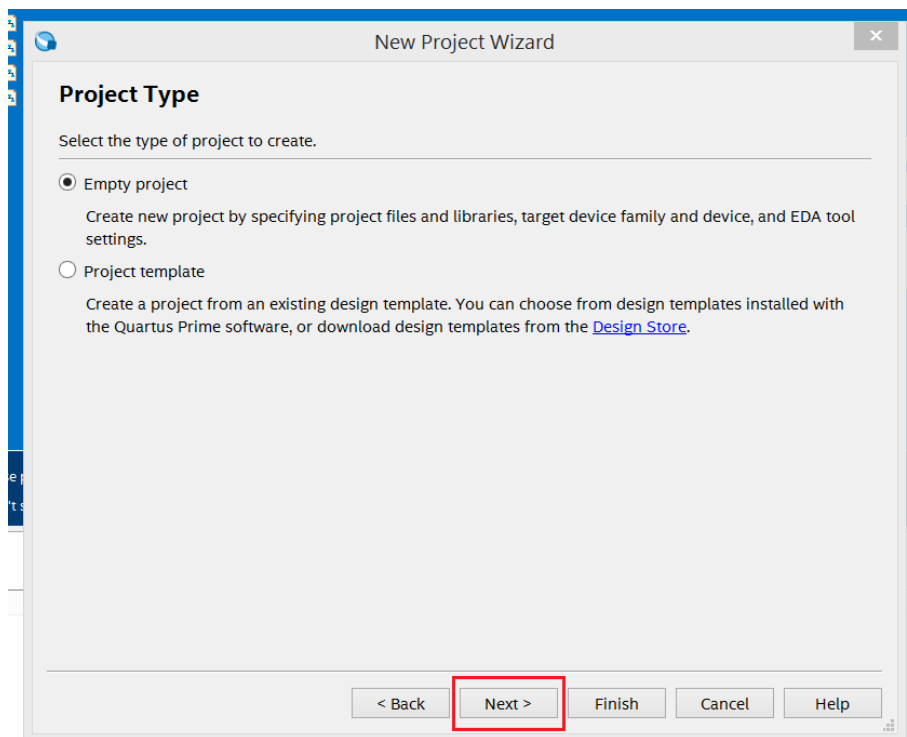 New Project Wizard
Project Type
Select the type of project to create.
Empty project
Create new project by specifying project files and libraries, target device family and device, and EDA tool
settings.
Project template
Create a project from an existing design template. You can choose from design templates installed with
the Quartus Prime software, or download design templates from the Design Store.
< Back Next > Finish Cancel Help